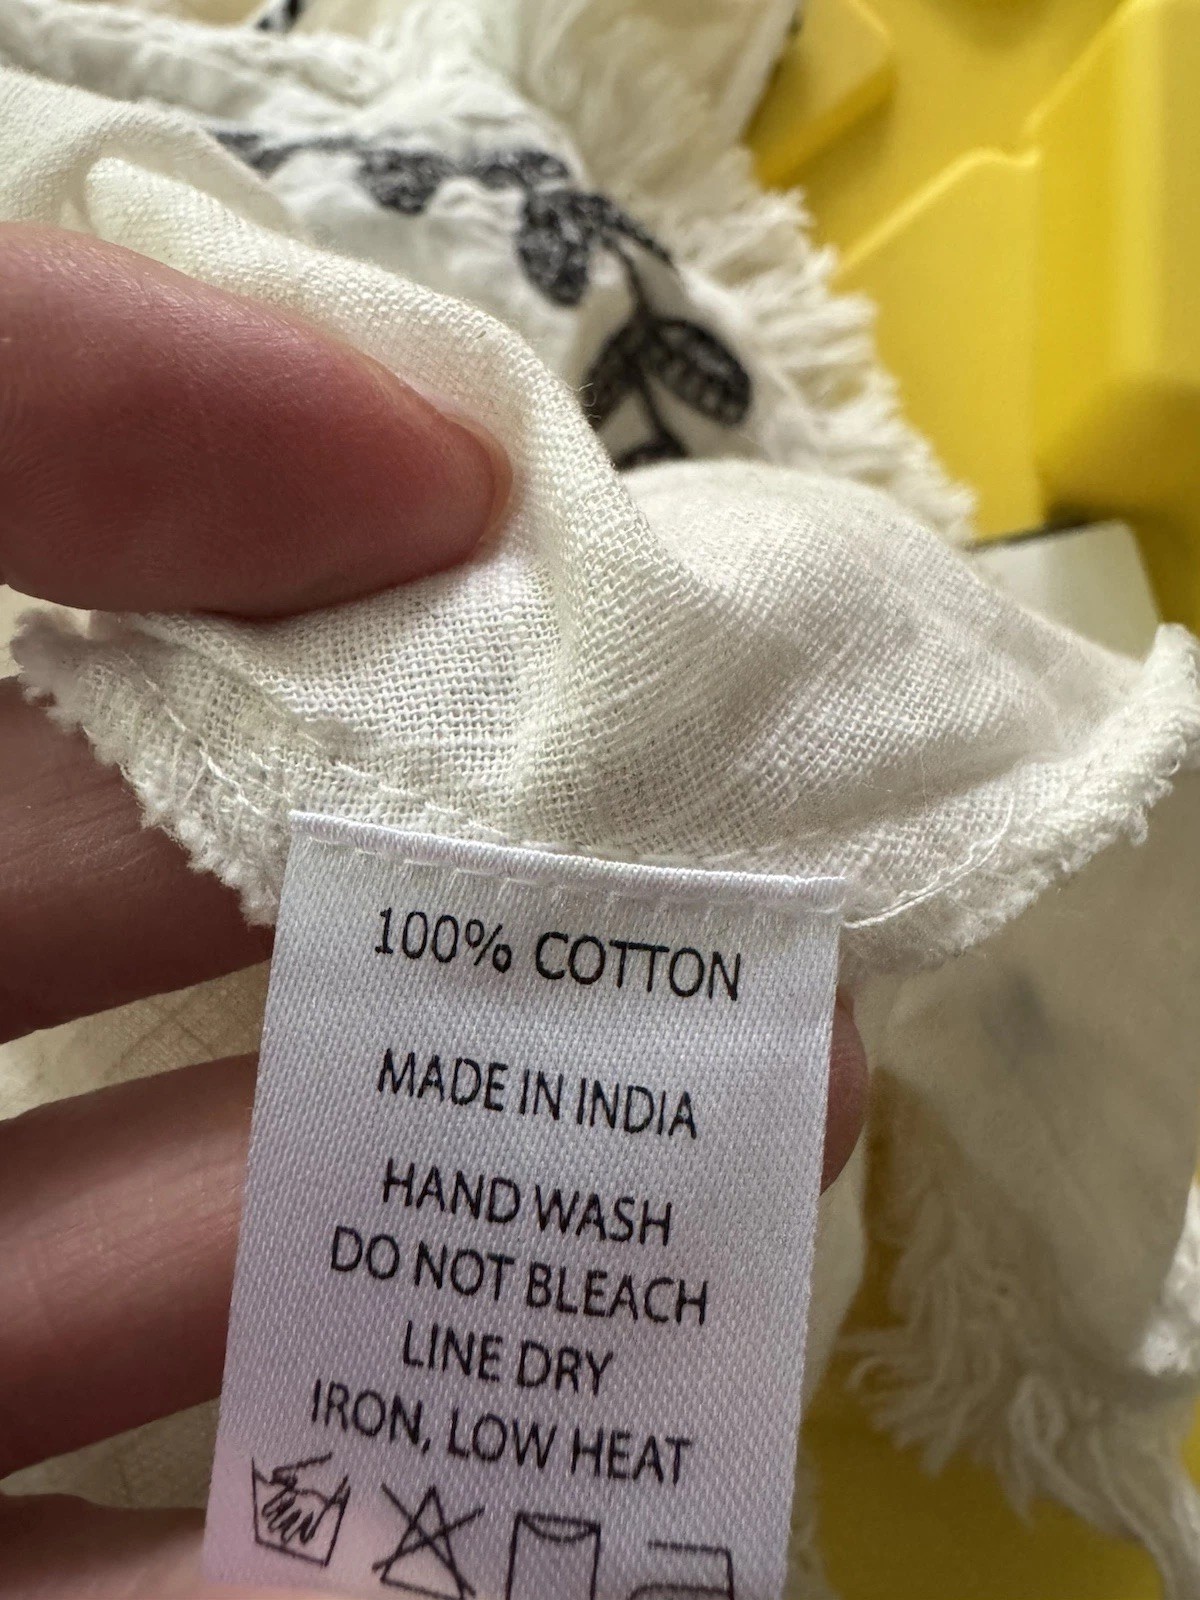 100% COTTON
MADE IN INDIA
HAND WASH
DO NOT BLEACH
LINE DRY
IRON, LOW HEAT